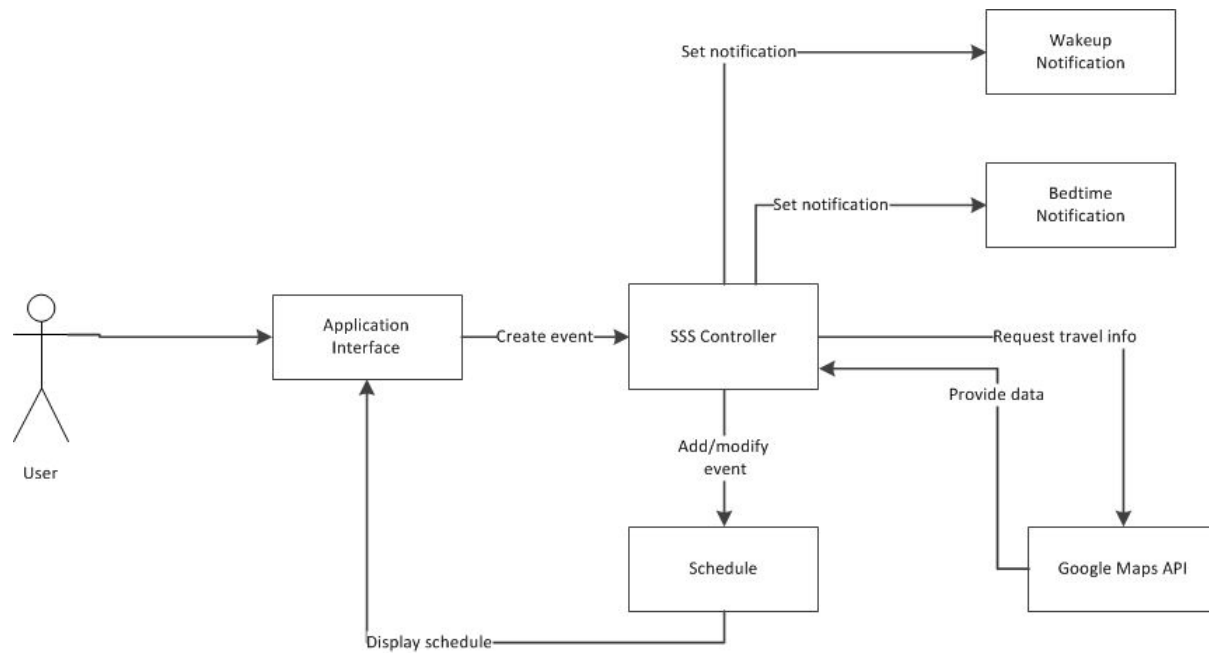 Set notification
Wakeup
Notification
Set notification
Bedtime
Notification
Application
Interface
Create event
SSS Controller
Request travel info
Provide data
User
Add/modify
event
Schedule
Google Maps API
Display schedule